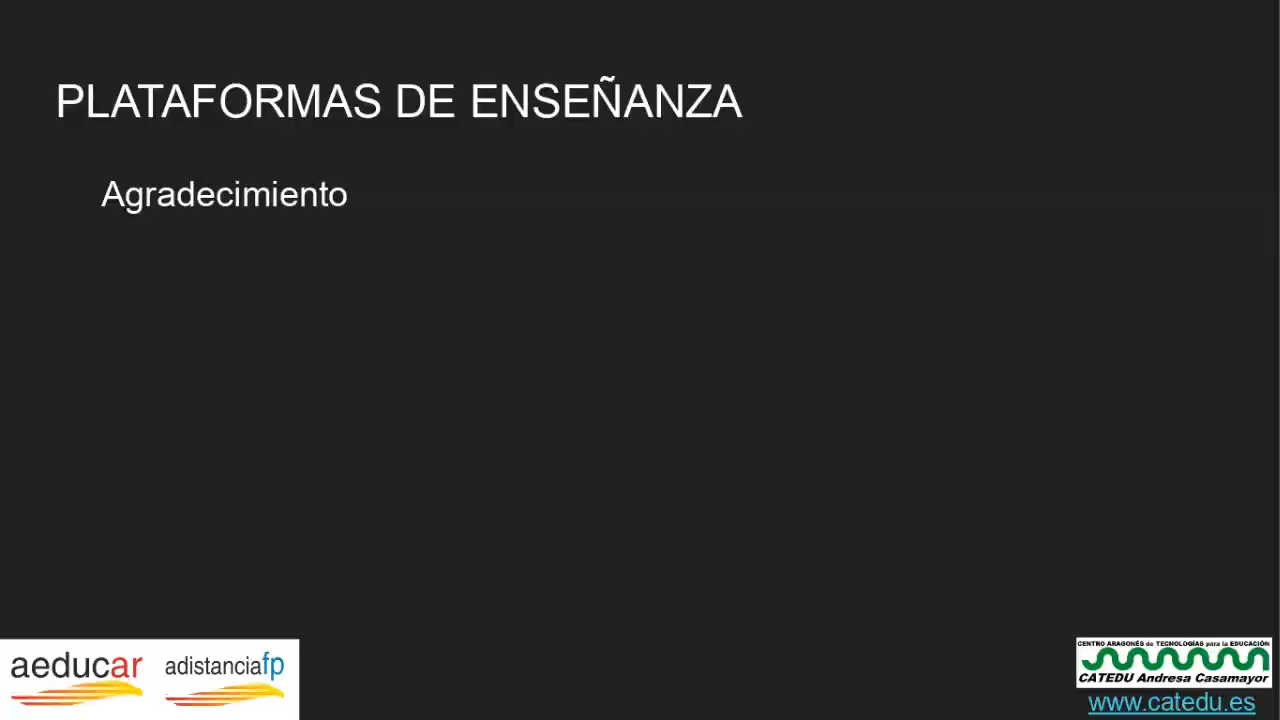 PLATAFORMAS DE ENSEÑANZA
Agradecimiento
aeducar
adistanciafp
CENTRO ARAGONÉS de TECNOLOGÍAS para la EDUCACIÓN
CATEDU Andresa Casamayor
www.catedu.es